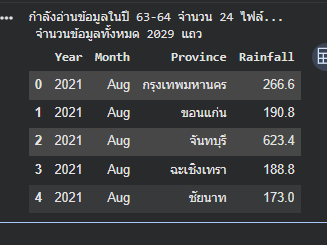 กำลังอ่านข้อมูลในปี 63-64 จำนวน 24 ไฟล์...
จำนวนข้อมูลทั้งหมด 2029 แถว
Year Month Province Rainfall
0 2021 Aug กรุงเทพมหานคร 266.6
1 2021 Aug ขอนแก่น 190.8
2 2021 Aug จันทบุรี 623.4
3 2021 Aug ฉะเชิงเทรา 188.8
4 2021 Aug ชัยนาท 173.0